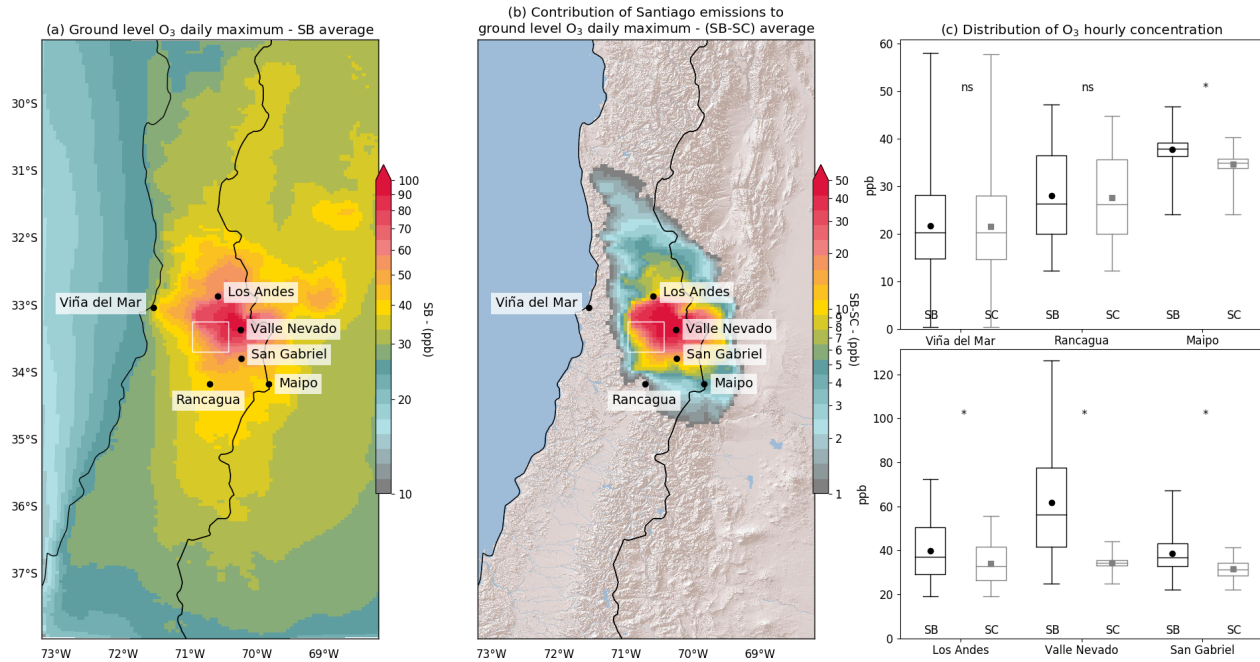 (a) Ground level O₃ daily maximum - SB average
30°S
31°S
32°S
33°S
34°S
35°S
36°S
37°S
73°W
72°W
71°W
70°W
69°W
Viña del Mar
Los Andes
Valle Nevado
San Gabriel
Maipo
Rancagua
100
90
80
70
60
50
40
30
20
10
SB - (ppb)
(b) Contribution of Santiago emissions to
ground level O₃ daily maximum - (SB-SC) average
Viña del Mar
Los Andes
Valle Nevado
San Gabriel
Maipo
Rancagua
73°W
72°W
71°W
70°W
69°W
50
40
30
20
10
9
8
7
6
5
4
3
2
1
SB-SC - (ppb)
(c) Distribution of O₃ hourly concentration
60
50
40
30
20
10
0
ppb
ns
ns
*
SB
SC
SB
SC
SB
SC
Viña del Mar
Rancagua
Maipo
120
100
80
60
40
20
0
ppb
*
*
*
SB
SC
SB
SC
SB
SC
Los Andes
Valle Nevado
San Gabriel